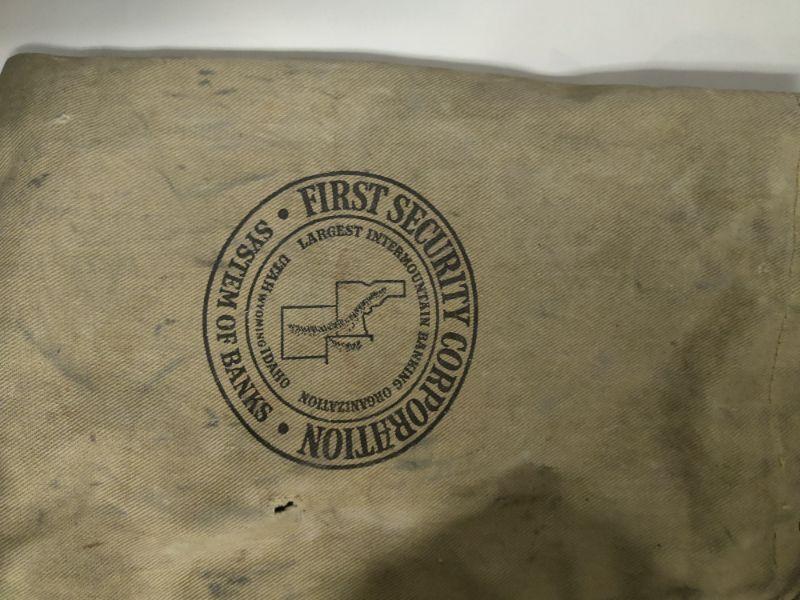 FIRST SECURITY CORPORATION
SYSTEM OF BANKS
LARGEST INTERMOUNTAIN BANKING ORGANIZATION
UTAH WYOMING IDAHO